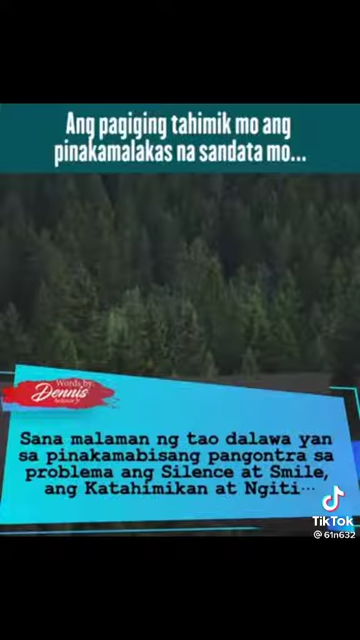 Ang pagiging tahimik mo ang
pinakamalakas na sandata mo...
Words by:
Dennis
Sana malaman ng tao dalawa yan
sa pinakamabisang pangontra sa
problema ang Silence at Smile,
ang Katahimikan at Ngiti...
TikTok
@61n632